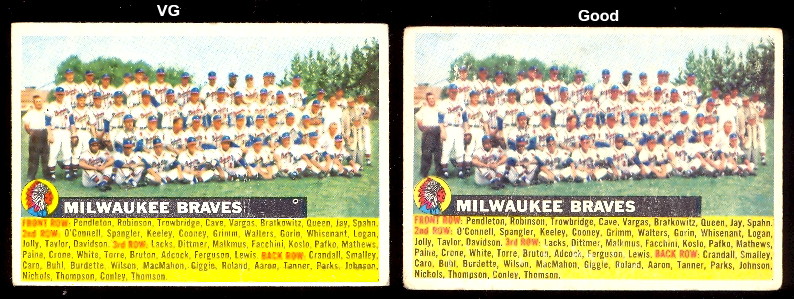 VG
Good
MILWAUKEE BRAVES
FRONT ROW: Pendleton, Robinson, Trowbridge, Cave, Vargas, Bratkowitz, Queen, Jay, Spahn.
2nd ROW: O'Connell, Spangler, Keeley, Cooney, Grimm, Walters, Gorin, Whisenant, Logan,
Jolly, Taylor, Davidson. 3rd ROW: Lacks, Dittmer, Malkmus, Facchini, Koslo, Pafko, Mathews,
Paine, Crone, White, Torre, Bruton, Adcock, Ferguson, Lewis. BACK ROW: Crandall, Smalley,
Caro, Buhl, Burdette, Wilson, MacMahon, Giggie, Roland, Aaron, Tanner, Parks, Johnson,
Nichols, Thompson, Conley, Thomson.
MILWAUKEE BRAVES
FRONT ROW: Pendleton, Robinson, Trowbridge, Cave, Vargas, Bratkowitz, Queen, Jay, Spahn.
2nd ROW: O'Connell, Spangler, Keeley, Cooney, Grimm, Walters, Gorin, Whisenant, Logan,
Jolly, Taylor, Davidson. 3rd ROW: Lacks, Dittmer, Malkmus, Facchini, Koslo, Pafko, Mathews,
Paine, Crone, White, Torre, Bruton, Adcock, Ferguson, Lewis. BACK ROW: Crandall, Smalley,
Caro, Buhl, Burdette, Wilson, MacMahon, Giggie, Roland, Aaron, Tanner, Parks, Johnson,
Nichols, Thompson, Conley, Thomson.